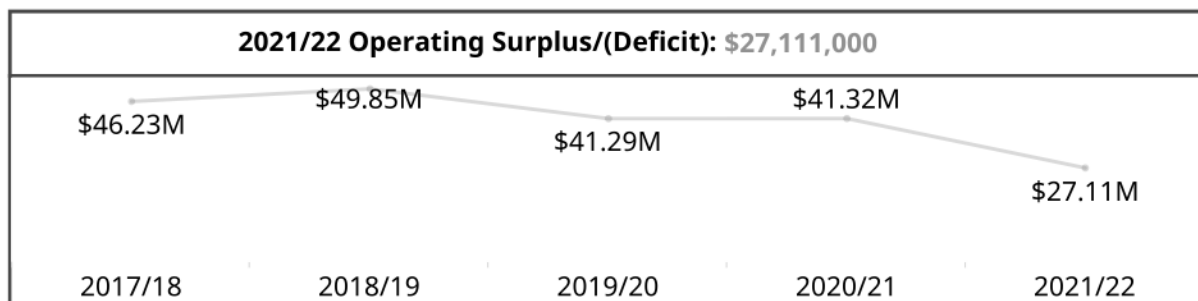 2021/22 Operating Surplus/(Deficit): $27,111,000
$49.85M $41.32M
$46.23M
$41.29M
$27.11M
2017/18 2018/19 2019/20 2020/21 2021/22